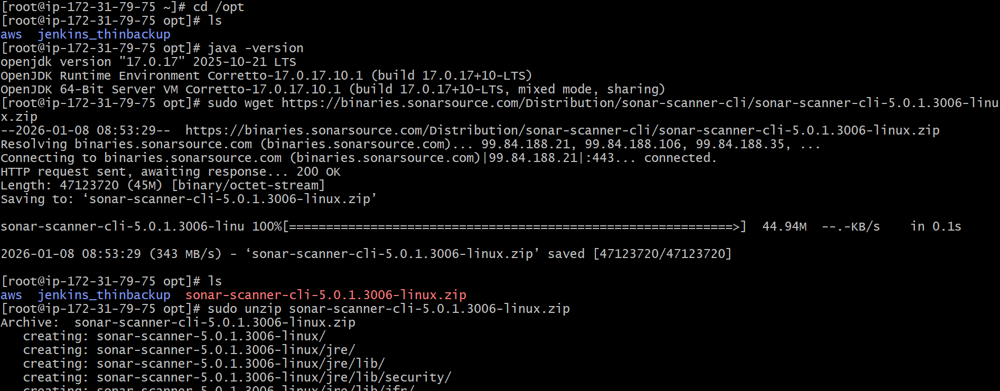 [root@ip-172-31-79-75 ~]# cd /opt
[root@ip-172-31-79-75 opt]# ls
aws  jenkins_thinbackup
[root@ip-172-31-79-75 opt]# java -version
openjdk version "17.0.17" 2025-10-21 LTS
OpenJDK Runtime Environment Corretto-17.0.17.10.1 (build 17.0.17+10-LTS)
OpenJDK 64-Bit Server VM Corretto-17.0.17.10.1 (build 17.0.17+10-LTS, mixed mode, sharing)
[root@ip-172-31-79-75 opt]# sudo wget https://binaries.sonarsource.com/Distribution/sonar-scanner-cli/sonar-scanner-cli-5.0.1.3006-linu
x.zip
--2026-01-08 08:53:29--  https://binaries.sonarsource.com/Distribution/sonar-scanner-cli/sonar-scanner-cli-5.0.1.3006-linux.zip
Resolving binaries.sonarsource.com (binaries.sonarsource.com)... 99.84.188.21, 99.84.188.106, 99.84.188.35, ...
Connecting to binaries.sonarsource.com (binaries.sonarsource.com)|99.84.188.21|:443... connected.
HTTP request sent, awaiting response... 200 OK
Length: 47123720 (45M) [binary/octet-stream]
Saving to: ‘sonar-scanner-cli-5.0.1.3006-linux.zip’
sonar-scanner-cli-5.0.1.3006-linu 100%[============================================================>]  44.94M  --.-KB/s    in 0.1s
2026-01-08 08:53:29 (343 MB/s) - ‘sonar-scanner-cli-5.0.1.3006-linux.zip’ saved [47123720/47123720]
[root@ip-172-31-79-75 opt]# ls
aws  jenkins_thinbackup  sonar-scanner-cli-5.0.1.3006-linux.zip
[root@ip-172-31-79-75 opt]# sudo unzip sonar-scanner-cli-5.0.1.3006-linux.zip
Archive:  sonar-scanner-cli-5.0.1.3006-linux.zip
   creating: sonar-scanner-5.0.1.3006-linux/
   creating: sonar-scanner-5.0.1.3006-linux/jre/
   creating: sonar-scanner-5.0.1.3006-linux/jre/lib/
   creating: sonar-scanner-5.0.1.3006-linux/jre/lib/security/
   creating: sonar-scanner-5.0.1.3006-linux/jre/lib/jfr/